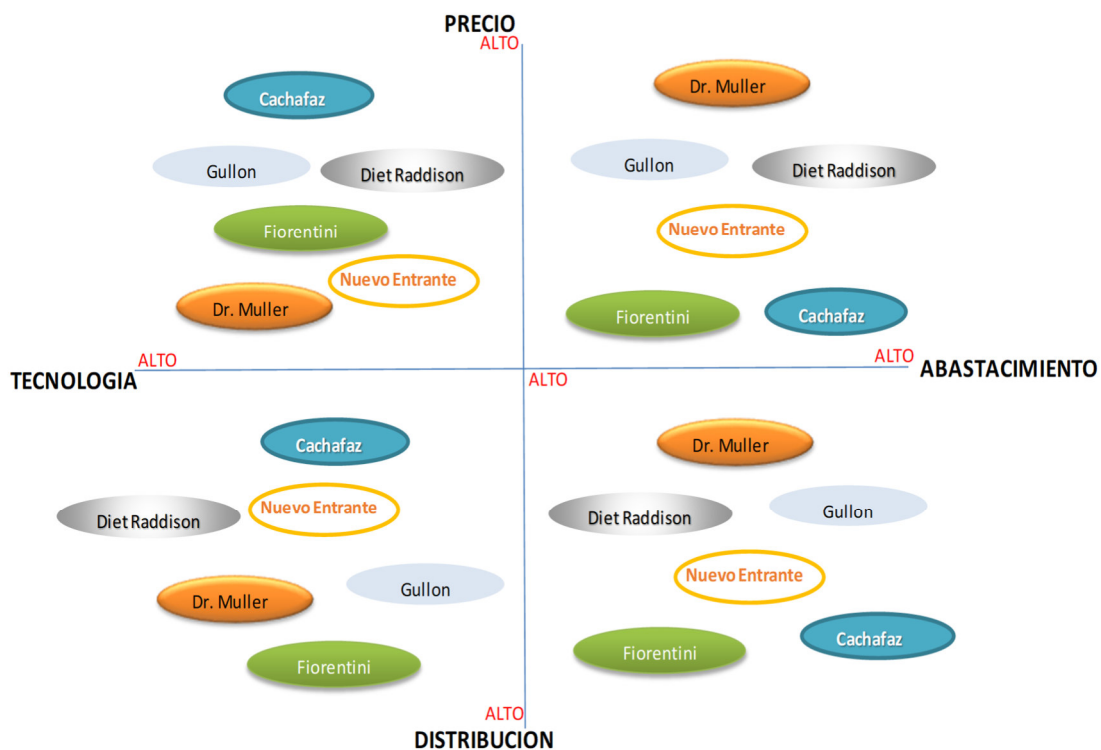 PRECIO
ALTO
Cachafaz
Dr. Muller
Gullon
Diet Raddison
Gullon
Diet Raddison
Fiorentini
Nuevo Entrante
Nuevo Entrante
Dr. Muller
Fiorentini
Cachafaz
ALTO
ALTO
TECNOLOGIA
ALTO
ABASTACIMIENTO
Cachafaz
Dr. Muller
Nuevo Entrante
Diet Raddison
Diet Raddison
Gullon
Nuevo Entrante
Gullon
Dr. Muller
Cachafaz
Fiorentini
Fiorentini
ALTO
DISTRIBUCION